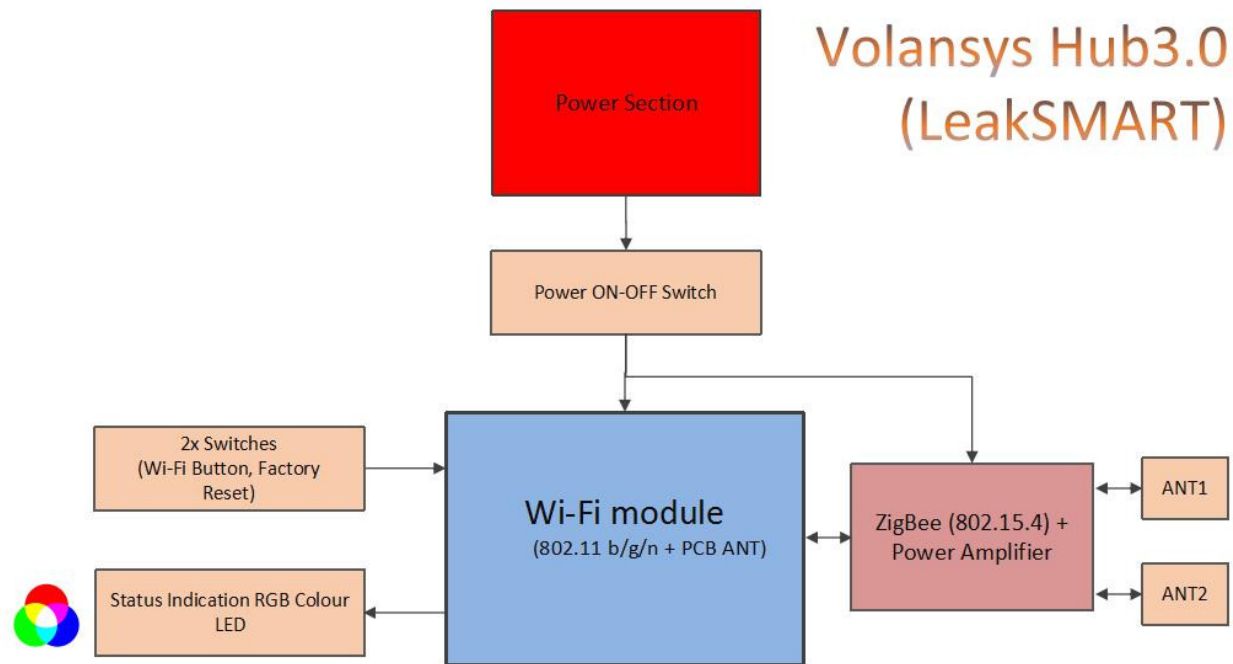 Volansys Hub3.0
(LeakSMART)
Power Section
Power ON-OFF Switch
2x Switches
(Wi-Fi Button, Factory
Reset)
Wi-Fi module
(802.11 b/g/n + PCB ANT)
ZigBee (802.15.4) +
Power Amplifier
ANT1
ANT2
Status Indication RGB Colour
LED